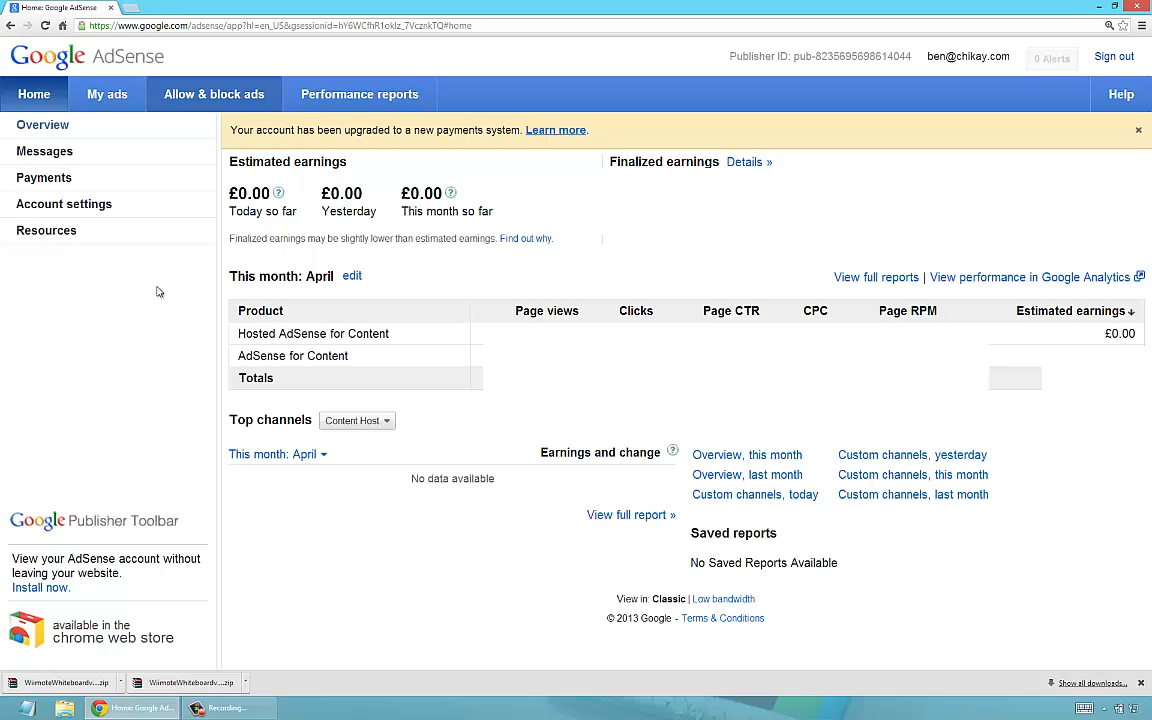 Home: Google AdSense
https://www.google.com/adsense/app?hl=en_US&gsessionid=hY6WCfhR1oklz_7VcznkTQ#home
Google AdSense
Publisher ID: pub-8235695698614044 ben@chikay.com 0 Alerts Sign out
Home My ads Allow & block ads Performance reports Help
Overview
Messages
Payments
Account settings
Resources
Your account has been upgraded to a new payments system. Learn more.
Estimated earnings
Finalized earnings Details »
£0.00 ? £0.00 £0.00 ?
Today so far Yesterday This month so far
Finalized earnings may be slightly lower than estimated earnings. Find out why.
This month: April edit
View full reports | View performance in Google Analytics
Product Page views Clicks Page CTR CPC Page RPM Estimated earnings
Hosted AdSense for Content £0.00
AdSense for Content
Totals
Top channels Content Host
This month: April Earnings and change ?
No data available
View full report »
Overview, this month Custom channels, yesterday
Overview, last month Custom channels, this month
Custom channels, today Custom channels, last month
Saved reports
No Saved Reports Available
Google Publisher Toolbar
View your AdSense account without
leaving your website.
Install now.
available in the
chrome web store
View in: Classic | Low bandwidth
© 2013 Google - Terms & Conditions
WiimoteWhiteboardv....zip WiimoteWhiteboardv....zip Show all downloads...
Home: Google Ad... Recording...